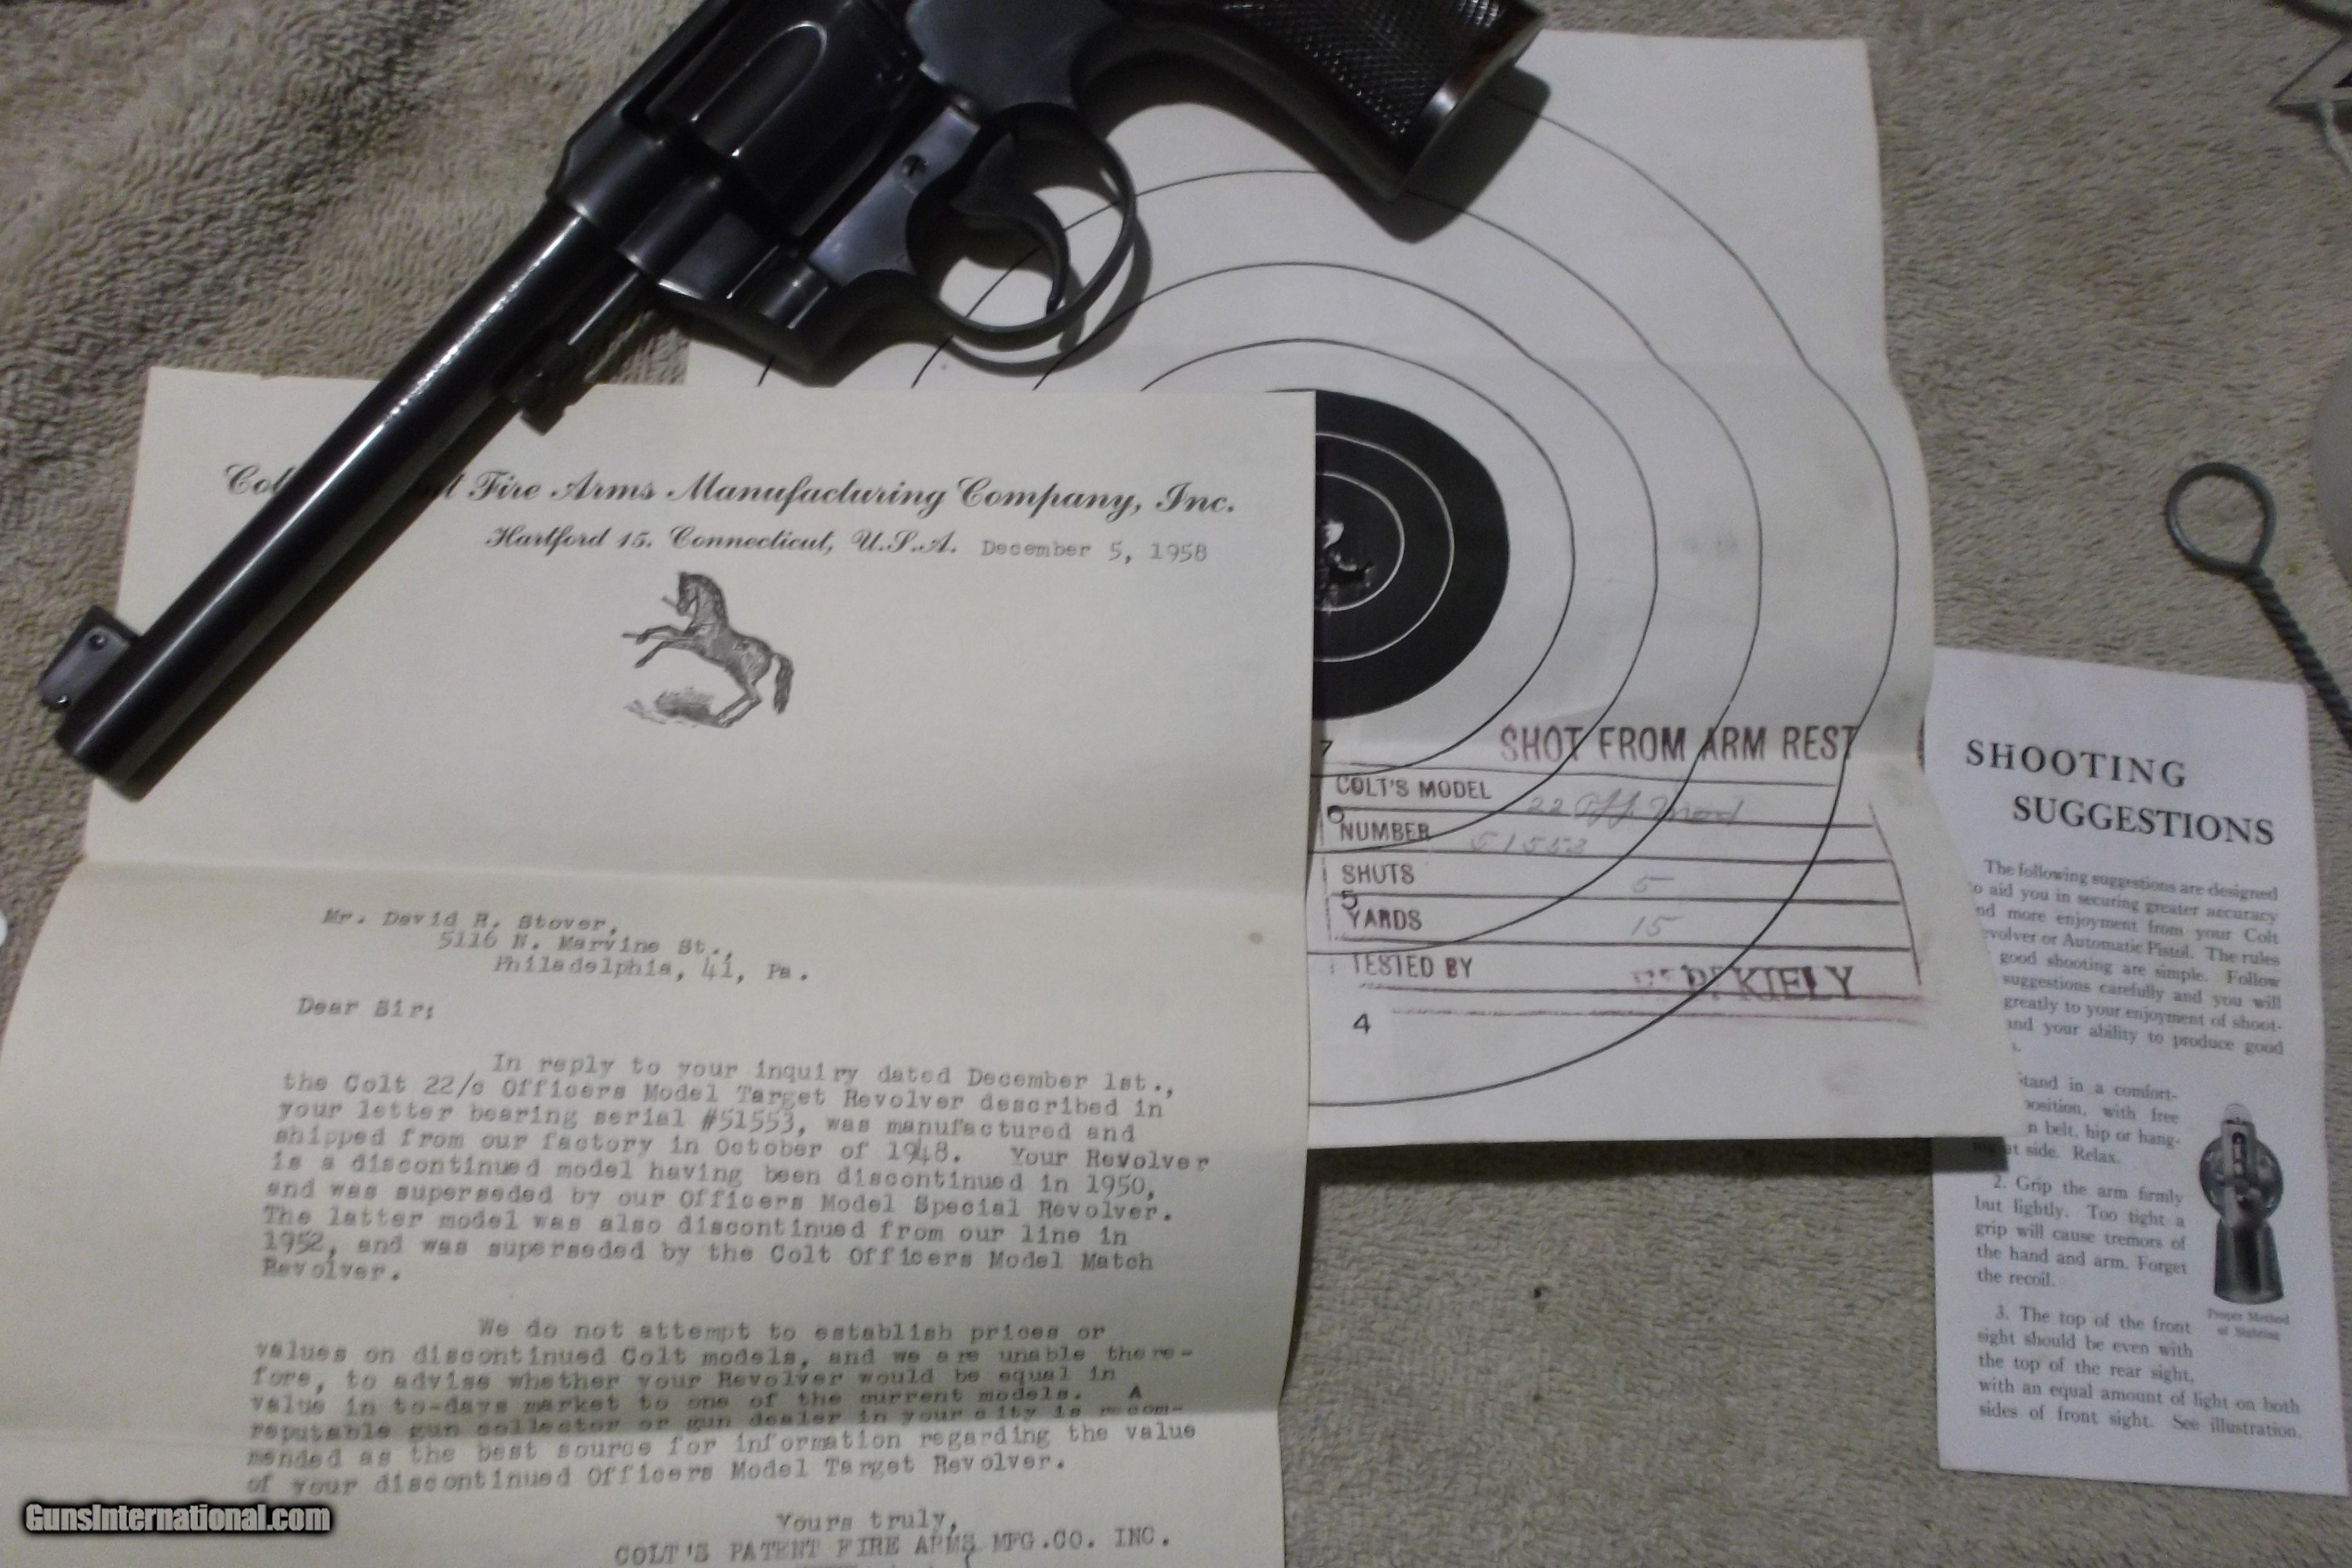 Fire Arms Manufacturing Company, Inc.
Hartford 15, Connecticut, U.S.A. December 5, 1958
Mr. David R. Stover,
5116 N. Marvine St.,
Philadelphia, 41, Pa.
Dear Sir;
In reply to your inquiry dated December 1st.,
the Colt 22/c Officers Model Target Revolver described in
your letter bearing serial #51553, was manufactured and
shipped from our factory in October of 1948. Your Revolver
is a discontinued model having been discontinued in 1950,
and was superseded by our Officers Model Special Revolver.
The latter model was also discontinued from our line in
1952, and was superseded by the Colt Officers Model Match
Revolver.
We do not attempt to establish prices or
values on discontinued Colt models, and we are unable there-
fore, to advise whether your Revolver would be equal in
value in to-days market to one of the current models. A
reputable gun collector or gun dealer in your city is recom-
mended as the best source for information regarding the value
of your discontinued Officers Model Target Revolver.
Yours truly,
COLT'S PATENT FIRE ARMS MFG.CO. INC.
7
6
5
4
SHOT FROM ARM REST
COLT'S MODEL 22 Off. Mod
NUMBER 51553
SHOTS 5
YARDS 15
TESTED BY P. KIELY
SHOOTING
SUGGESTIONS
The following suggestions are designed
to aid you in securing greater accuracy
and more enjoyment from your Colt
revolver or Automatic Pistol. The rules
good shooting are simple. Follow
suggestions carefully and you will
greatly to your enjoyment of shoot-
and your ability to produce good
Stand in a comfort-
position, with free
n belt, hip or hang-
at side. Relax.
2. Grip the arm firmly
but lightly. Too tight a
grip will cause tremors of
the hand and arm. Forget
the recoil.
3. The top of the front
sight should be even with
the top of the rear sight,
with an equal amount of light on both
sides of front sight. See illustration.
Proper Method
of Sighting
GunsInternational.com